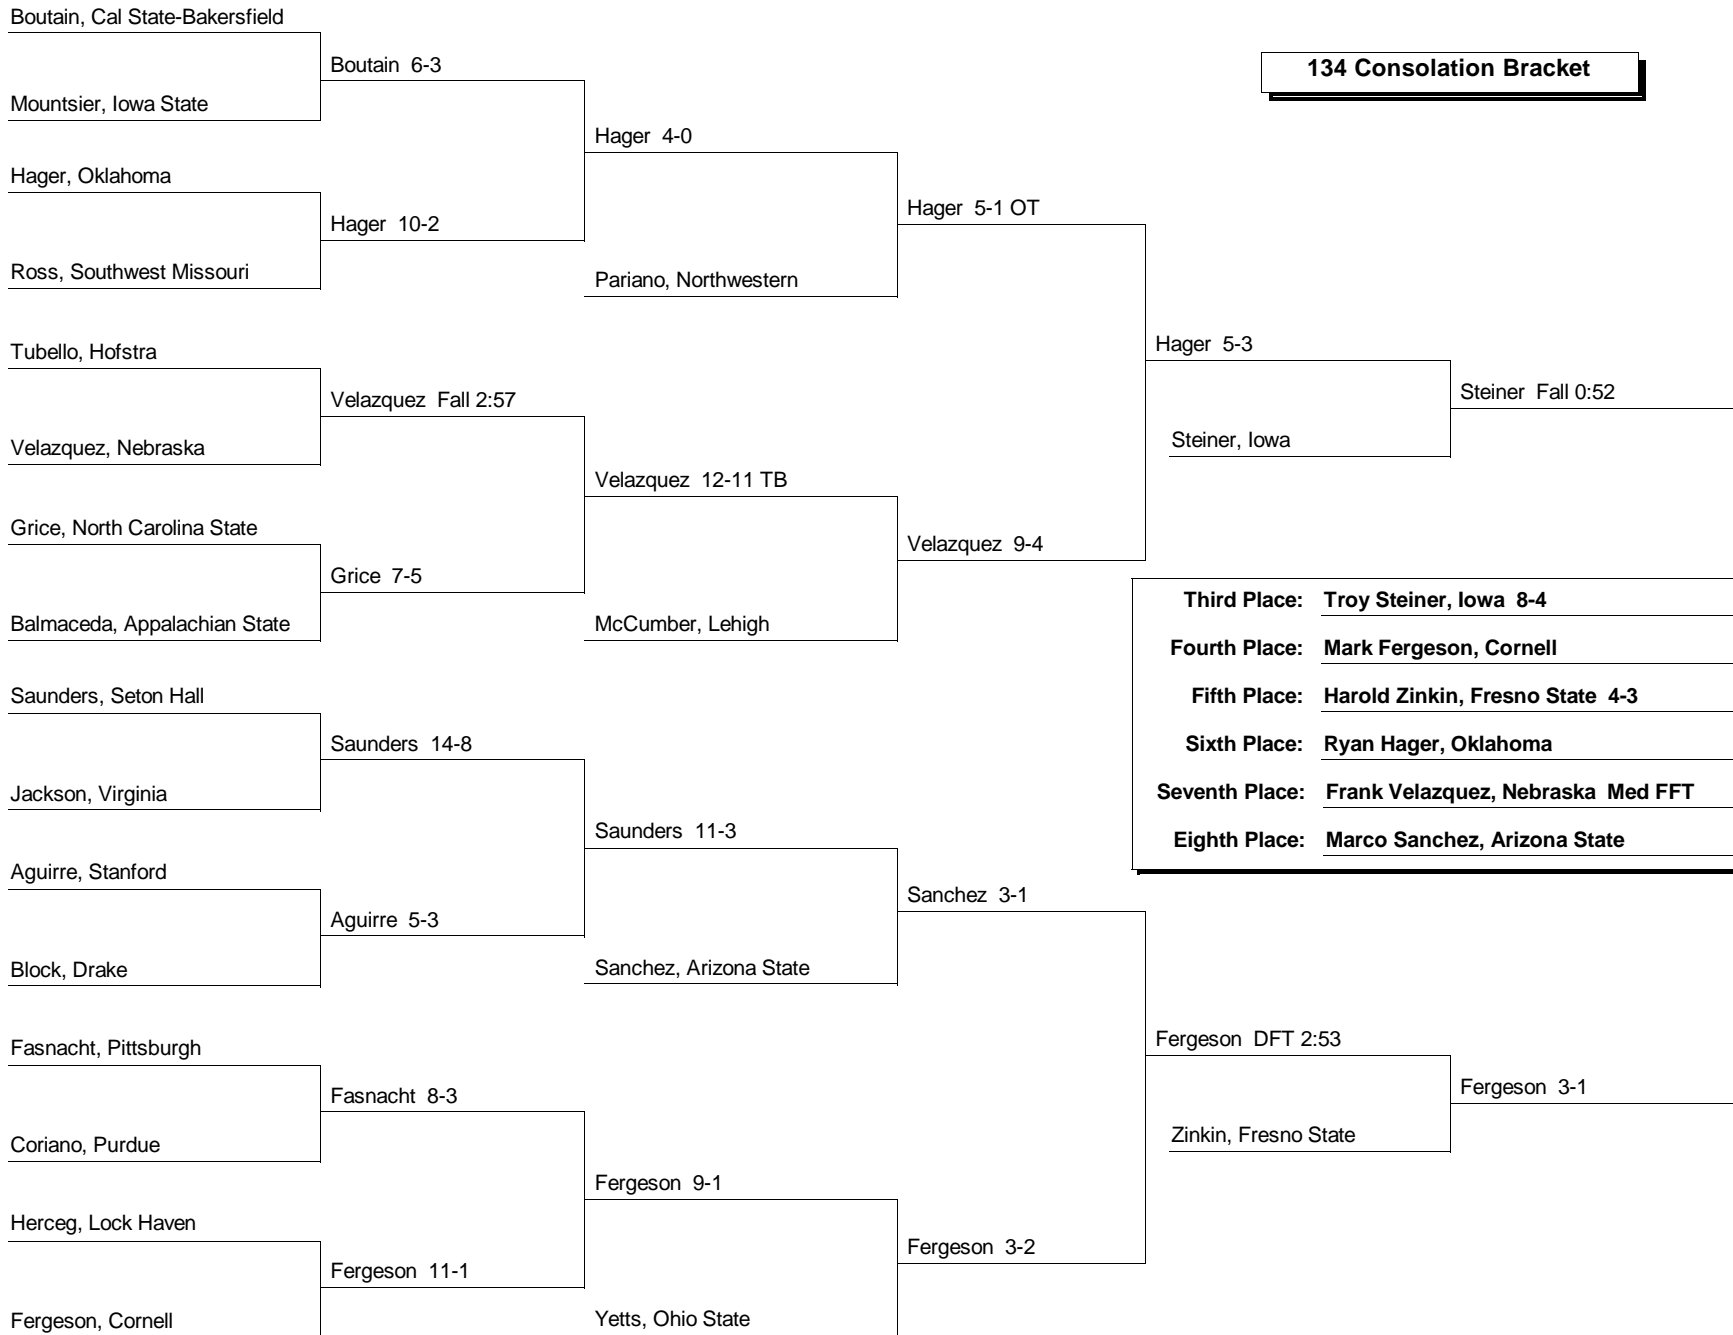 134 Consolation Bracket
Boutain, Cal State-Bakersfield
Mountsier, Iowa State
Hager, Oklahoma
Ross, Southwest Missouri
Tubello, Hofstra
Velazquez, Nebraska
Grice, North Carolina State
Balmaceda, Appalachian State
Saunders, Seton Hall
Jackson, Virginia
Aguirre, Stanford
Block, Drake
Fasnacht, Pittsburgh
Coriano, Purdue
Herceg, Lock Haven
Fergeson, Cornell
Boutain 6-3
Hager 10-2
Velazquez Fall 2:57
Grice 7-5
Saunders 14-8
Aguirre 5-3
Fasnacht 8-3
Fergeson 11-1
Hager 4-0
Pariano, Northwestern
Velazquez 12-11 TB
McCumber, Lehigh
Saunders 11-3
Sanchez, Arizona State
Fergeson 9-1
Yetts, Ohio State
Hager 5-1 OT
Velazquez 9-4
Sanchez 3-1
Fergeson 3-2
Hager 5-3
Steiner, Iowa
Fergeson DFT 2:53
Zinkin, Fresno State
Steiner Fall 0:52
Fergeson 3-1
Third Place: Troy Steiner, Iowa 8-4
Fourth Place: Mark Fergeson, Cornell
Fifth Place: Harold Zinkin, Fresno State 4-3
Sixth Place: Ryan Hager, Oklahoma
Seventh Place: Frank Velazquez, Nebraska Med FFT
Eighth Place: Marco Sanchez, Arizona State